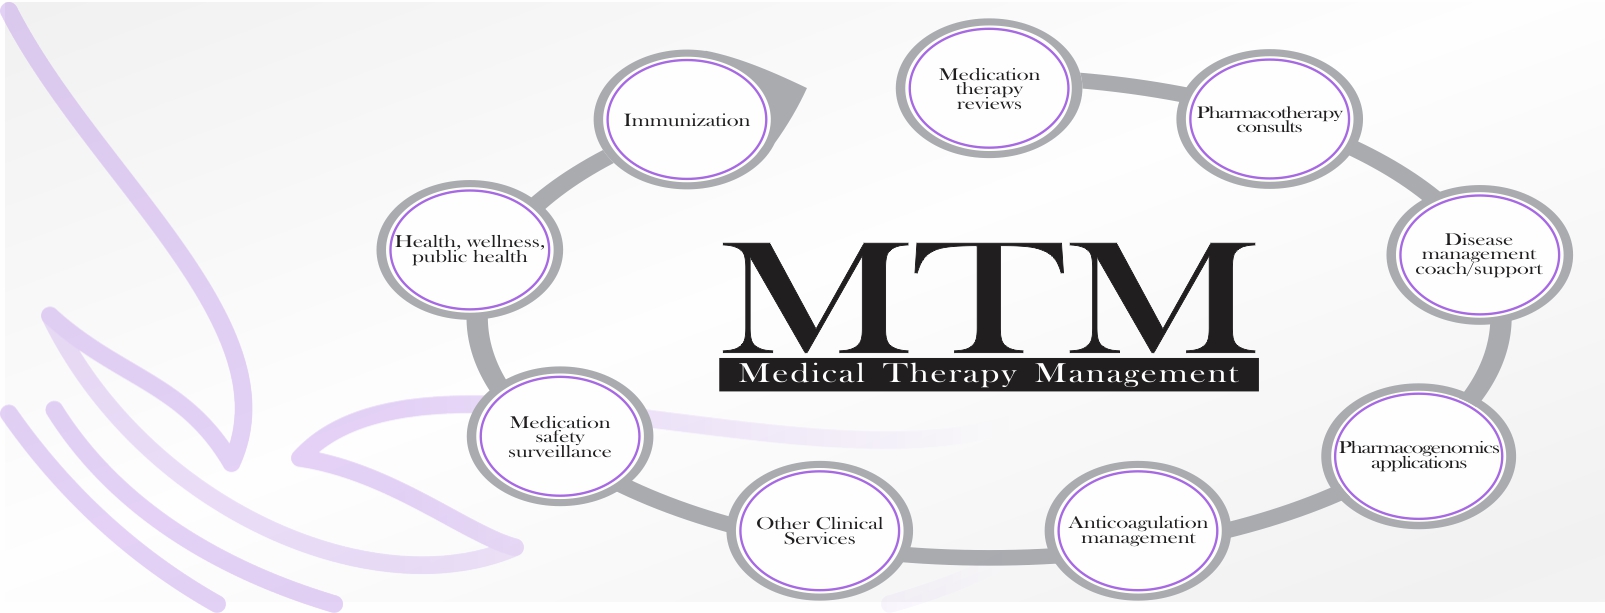 Medication
therapy
reviews
Pharmacotherapy
consults
Disease
management
coach/support
Pharmacogenomics
applications
Anticoagulation
management
Other Clinical
Services
Medication
safety
surveillance
Health, wellness,
public health
Immunization
MTM
Medical Therapy Management